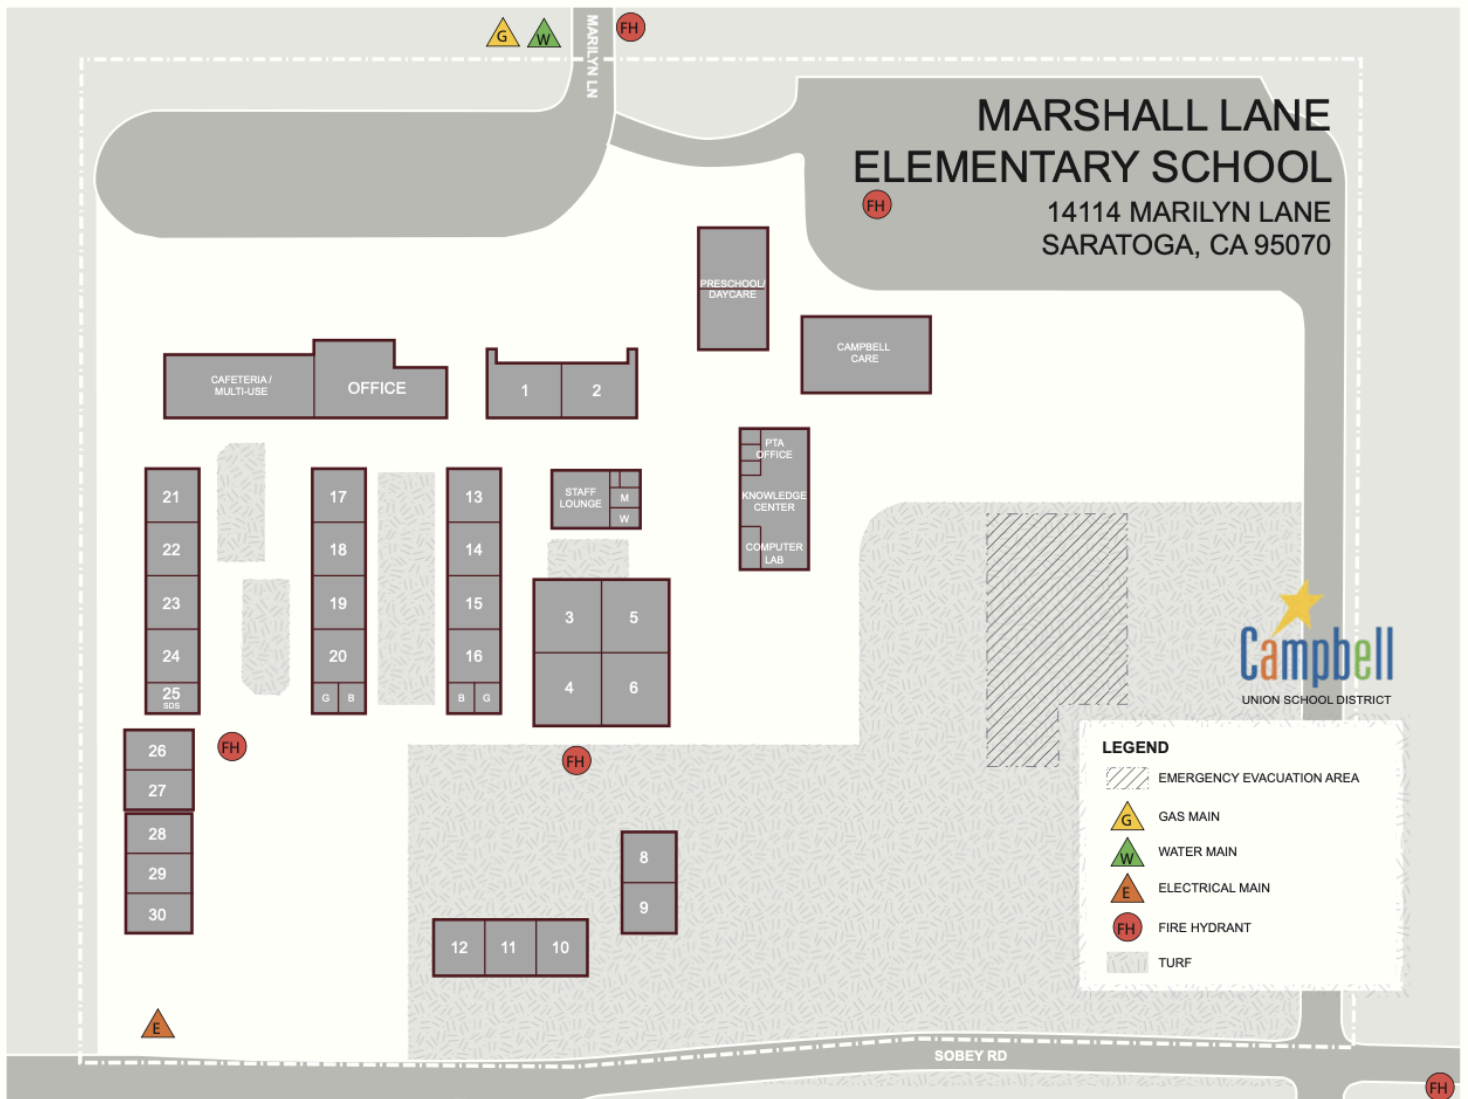 G
W
MARILYN LN
FH
MARSHALL LANE
ELEMENTARY SCHOOL
14114 MARILYN LANE
SARATOGA, CA 95070
FH
PRESCHOOL/
DAYCARE
CAMPBELL
CARE
CAFETERIA /
MULTI-USE
OFFICE
1
2
PTA
OFFICE
KNOWLEDGE
CENTER
COMPUTER
LAB
STAFF
LOUNGE
M
W
21
22
23
24
25
SDS
17
18
19
20
G
B
13
14
15
16
B
G
3
5
4
6
26
27
28
29
30
FH
FH
8
9
12
11
10
E
Campbell
UNION SCHOOL DISTRICT
LEGEND
EMERGENCY EVACUATION AREA
G
GAS MAIN
W
WATER MAIN
E
ELECTRICAL MAIN
FH
FIRE HYDRANT
TURF
SOBEY RD
FH